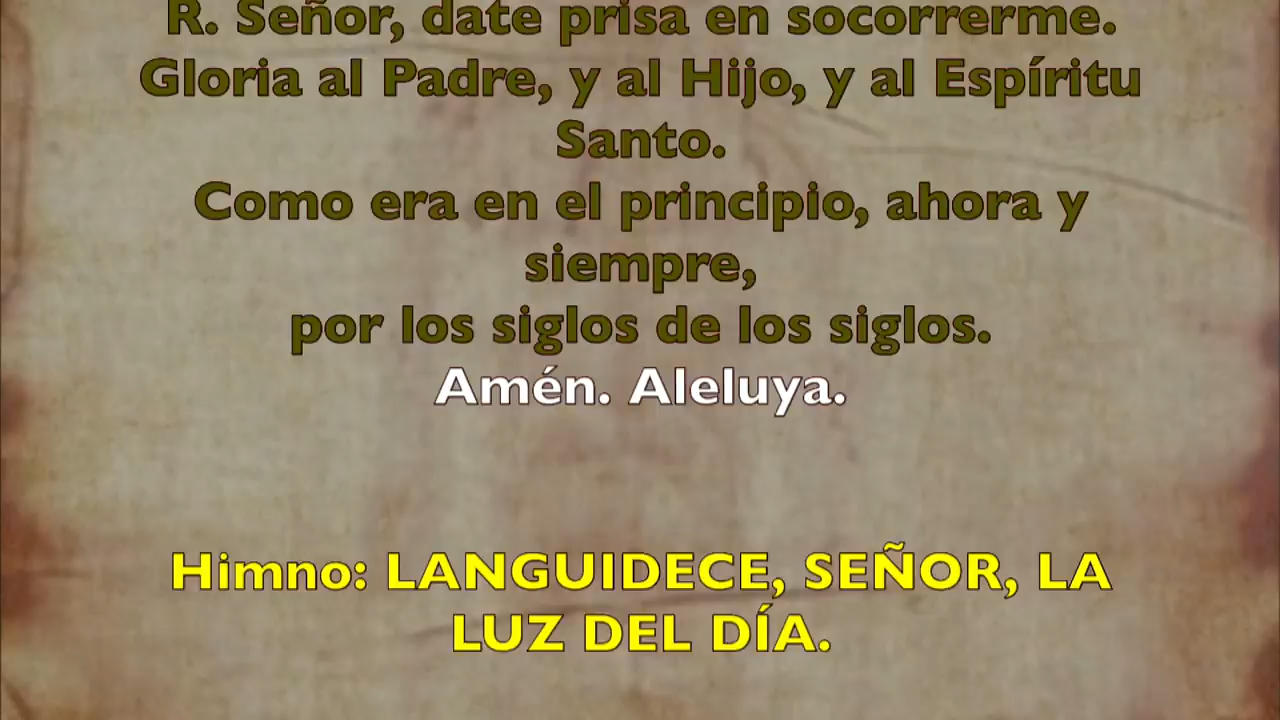 R. Señor, date prisa en socorrerme.
Gloria al Padre, y al Hijo, y al Espíritu
Santo.
Como era en el principio, ahora y
siempre,
por los siglos de los siglos.
Amén. Aleluya.
Himno: LANGUIDECE, SEÑOR, LA
LUZ DEL DÍA.